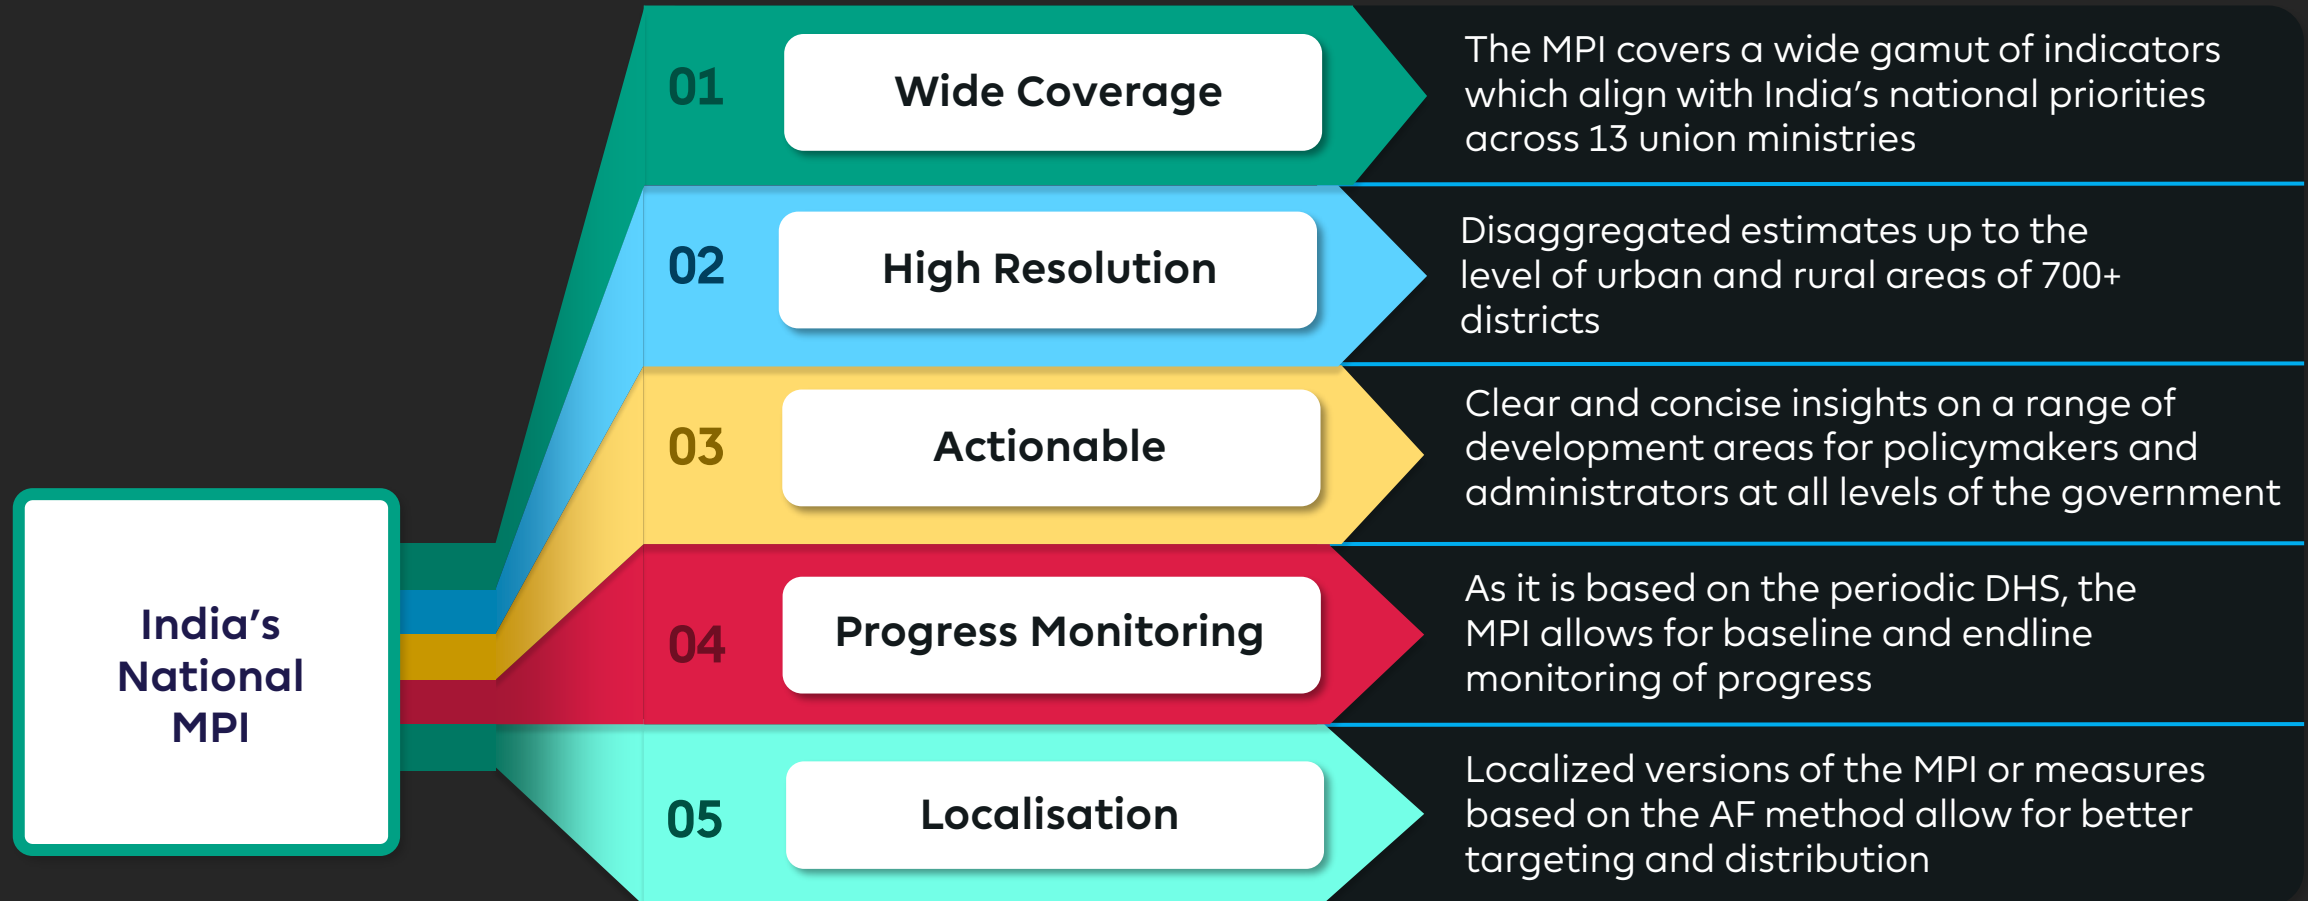 India's
National
MPI
01
Wide Coverage
The MPI covers a wide gamut of indicators
which align with India's national priorities
across 13 union ministries
02
High Resolution
Disaggregated estimates up to the
level of urban and rural areas of 700+
districts
03
Actionable
Clear and concise insights on a range of
development areas for policymakers and
administrators at all levels of the government
04
Progress Monitoring
As it is based on the periodic DHS, the
MPI allows for baseline and endline
monitoring of progress
05
Localisation
Localized versions of the MPI or measures
based on the AF method allow for better
targeting and distribution